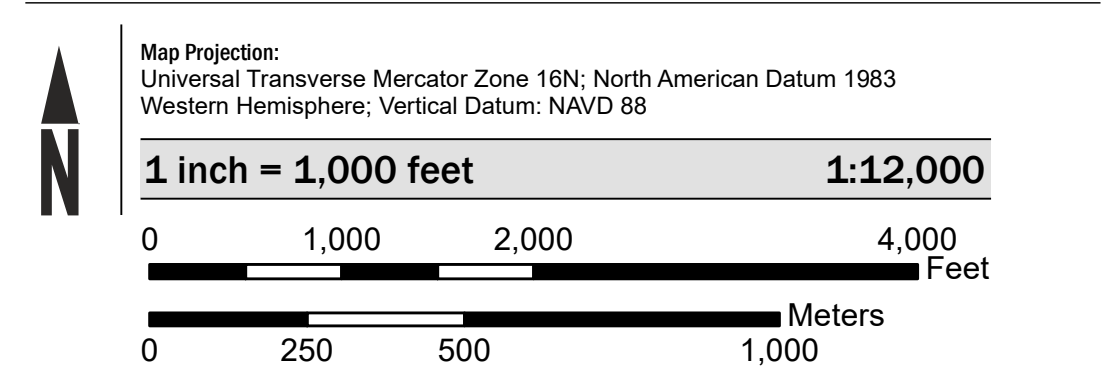 N
Map Projection:
Universal Transverse Mercator Zone 16N; North American Datum 1983
Western Hemisphere; Vertical Datum: NAVD 88
1 inch = 1,000 feet 1:12,000
0 1,000 2,000 4,000
Feet
Meters
0 250 500 1,000